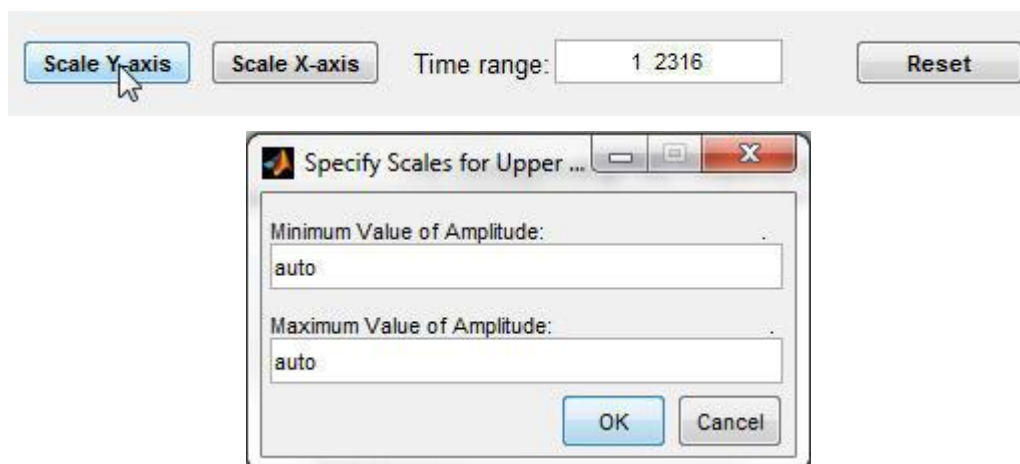 Scale Y-axis Scale X-axis Time range: 1 2316 Reset
Specify Scales for Upper ...
Minimum Value of Amplitude: .
auto
Maximum Value of Amplitude: .
auto
OK Cancel